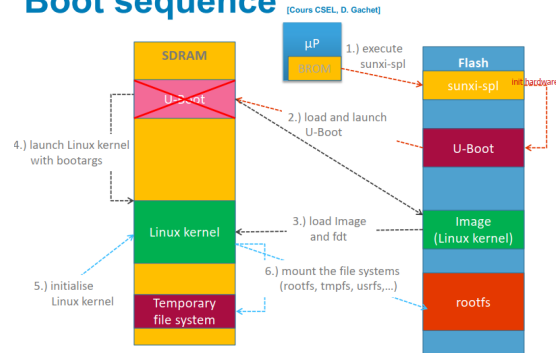 Boot sequence
[Cours CSEL, D. Gachet]
µP
BROM
1.) execute
sunxi-spl
SDRAM
U-Boot
Flash
sunxi-spl
init hardware
2.) load and launch
U-Boot
U-Boot
4.) launch Linux kernel
with bootargs
Linux kernel
3.) load Image
and fdt
Image
(Linux kernel)
5.) initialise
Linux kernel
6.) mount the file systems
(rootfs, tmpfs, usrfs,...)
Temporary
file system
rootfs